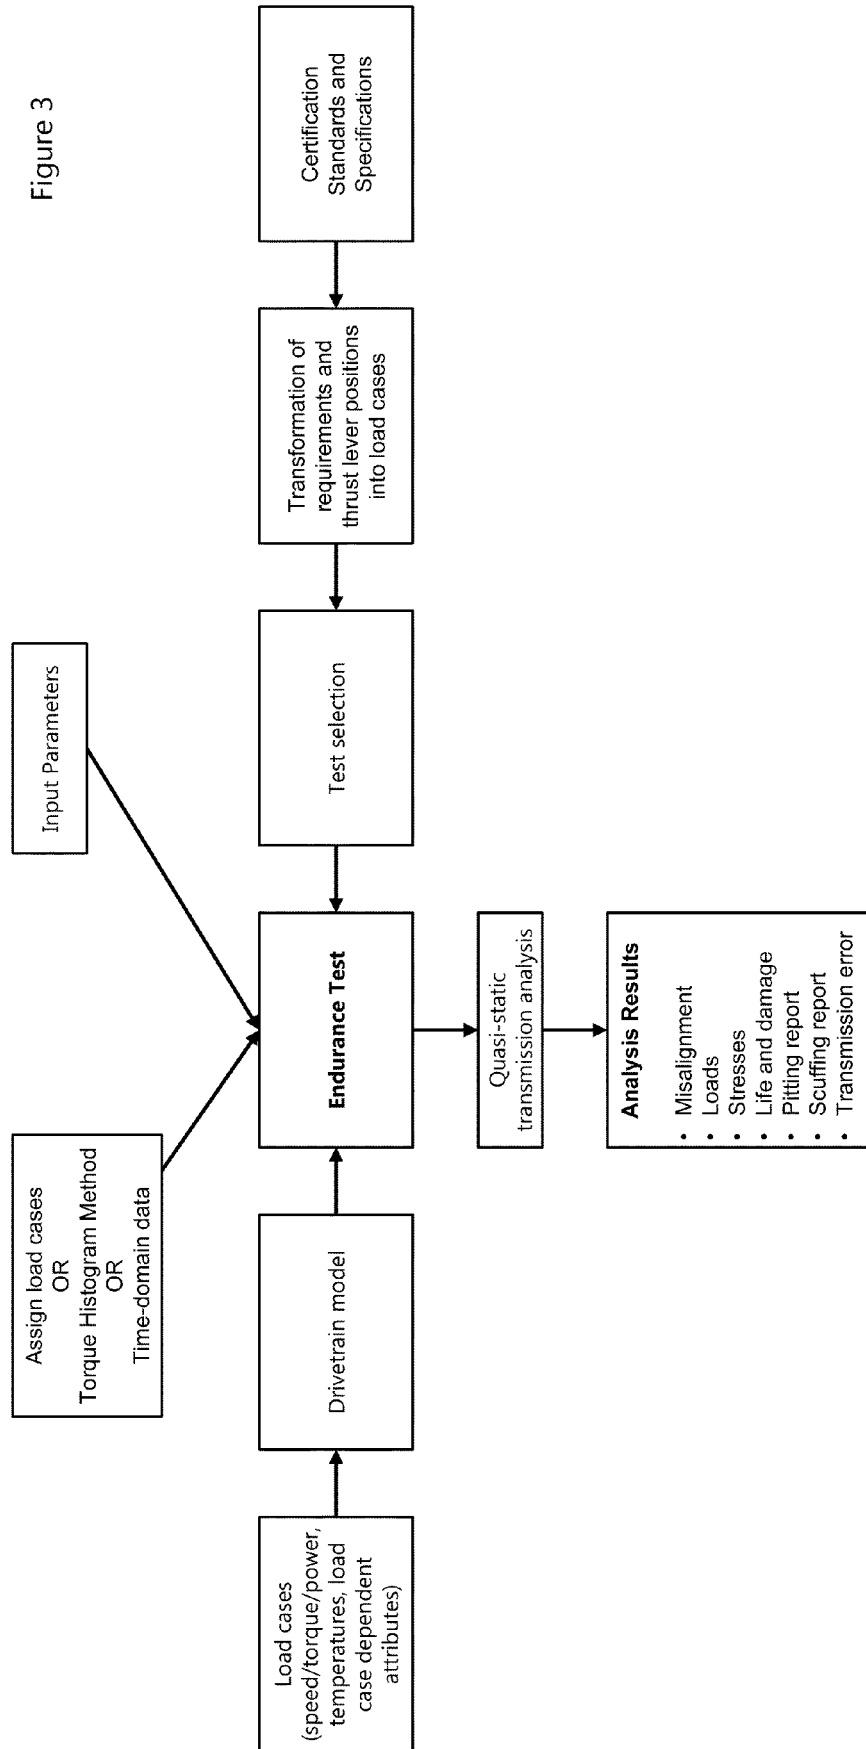 Figure 3
Assign load cases
OR
Torque Histogram Method
OR
Time-domain data
Input Parameters
Load cases
(speed/torque/power,
temperatures, load
case dependent
attributes)
Drivetrain model
Endurance Test
Test selection
Transformation of
requirements and
thrust lever positions
into load cases
Certification
Standards and
Specifications
Quasi-static
transmission analysis
Analysis Results
• Misalignment
• Loads
• Stresses
• Life and damage
• Pitting report
• Scuffing report
• Transmission error